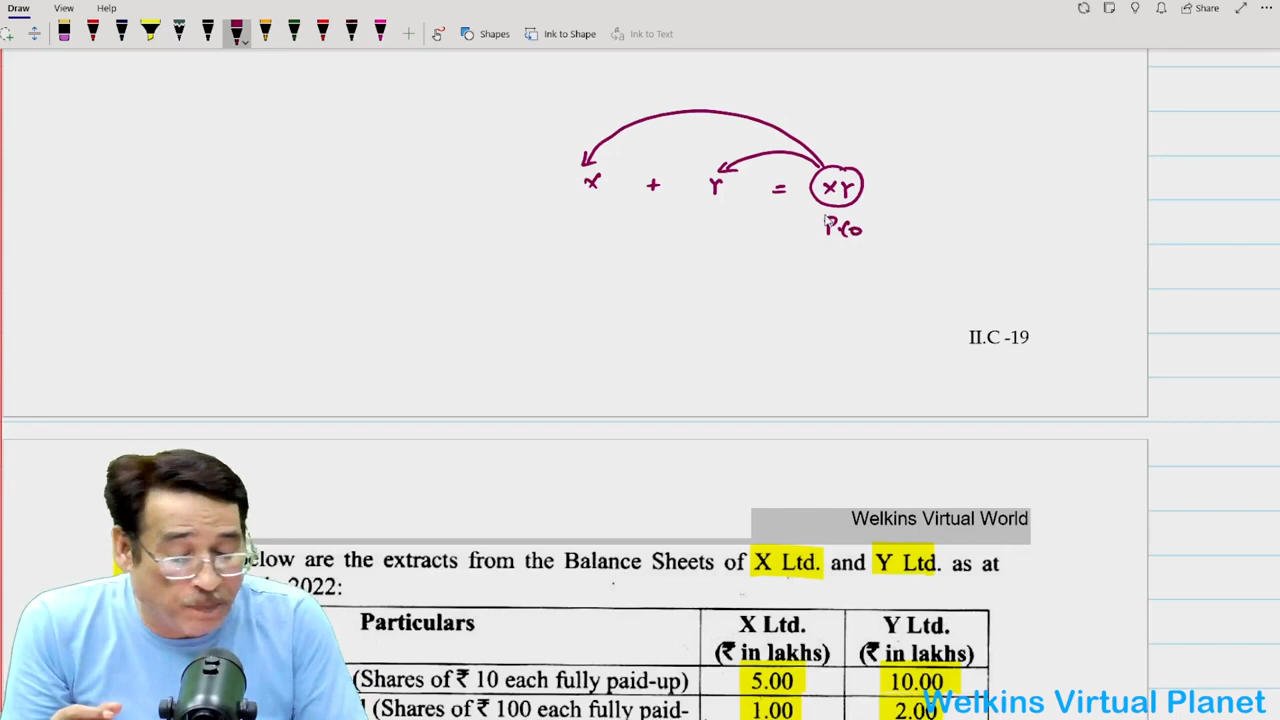 Draw View Help
Share
Shapes Ink to Shape Ink to Text
X + Y = XY
Pro
II.C -19
Welkins Virtual World
below are the extracts from the Balance Sheets of X Ltd. and Y Ltd. as at
2022:
Particulars X Ltd. Y Ltd.
(₹ in lakhs) (₹ in lakhs)
(Shares of ₹ 10 each fully paid-up) 5.00 10.00
(Shares of ₹ 100 each fully paid- 1.00 2.00
Welkins Virtual Planet